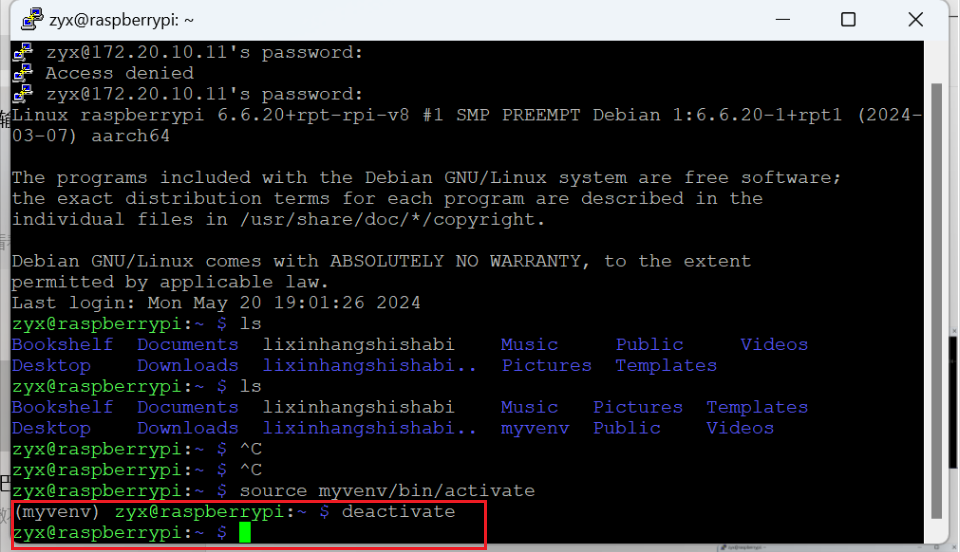 zyx@raspberrypi: ~
zyx@172.20.10.11's password:
Access denied
zyx@172.20.10.11's password:
Linux raspberrypi 6.6.20+rpt-rpi-v8 #1 SMP PREEMPT Debian 1:6.6.20-1+rpt1 (2024-
03-07) aarch64
The programs included with the Debian GNU/Linux system are free software;
the exact distribution terms for each program are described in the
individual files in /usr/share/doc/*/copyright.
Debian GNU/Linux comes with ABSOLUTELY NO WARRANTY, to the extent
permitted by applicable law.
Last login: Mon May 20 19:01:26 2024
zyx@raspberrypi:~ $ ls
Bookshelf Documents lixinhangshishabi Music Public Videos
Desktop Downloads lixinhangshishabi.. Pictures Templates
zyx@raspberrypi:~ $ ls
Bookshelf Documents lixinhangshishabi Music Pictures Templates
Desktop Downloads lixinhangshishabi.. myvenv Public Videos
zyx@raspberrypi:~ $ ^C
zyx@raspberrypi:~ $ ^C
zyx@raspberrypi:~ $ source myvenv/bin/activate
(myvenv) zyx@raspberrypi:~ $ deactivate
zyx@raspberrypi:~ $